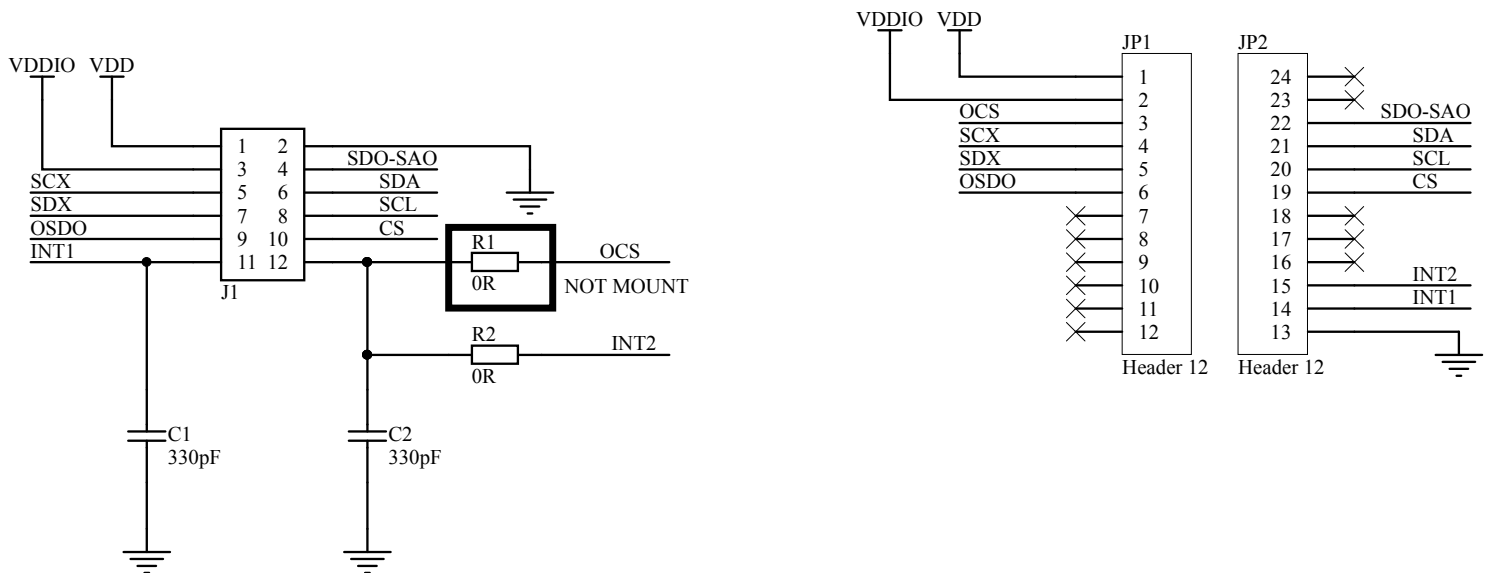 VDDIO VDD
1 2
3 4 SDO-SAO
SCX 5 6 SDA
SDX 7 8 SCL
OSDO 9 10 CS
INT1 11 12
J1
R1
0R
OCS
NOT MOUNT
R2
0R
INT2
C1
330pF
C2
330pF
VDDIO VDD
JP1
1
2
OCS 3
SCX 4
SDX 5
OSDO 6
7
8
9
10
11
12
Header 12
JP2
24
23
22 SDO-SAO
21 SDA
20 SCL
19 CS
18
17
16
15 INT2
14 INT1
13
Header 12